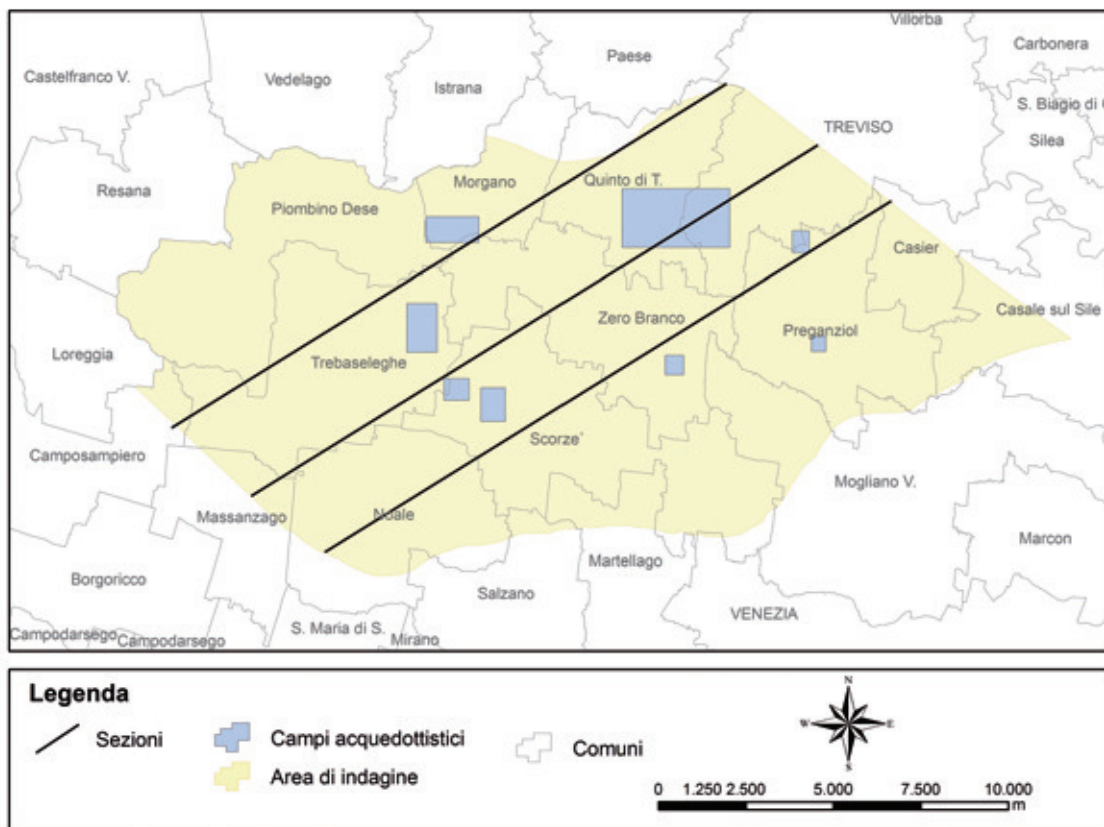 Villorba
Paese
Carbonera
Castelfranco V.
Vedelago
Istrana
S. Biagio di
TREVISO
Silea
Resana
Morgano
Quinto di T.
Piombino Dese
Casier
Casale sul Sile
Zero Branco
Preganziol
Loreggia
Trebaseleghe
Scorze'
Camposampiero
Mogliano V.
Massanzago
Noale
Marcon
Martellago
Borgoricco
Salzano
VENEZIA
S. Maria di S.
Campodarsego
Campodarsego
Mirano
Legenda
Sezioni
Campi acquedottistici
Comuni
Area di indagine
N
W
E
S
0 1.250 2.500 5.000 7.500 10.000
m